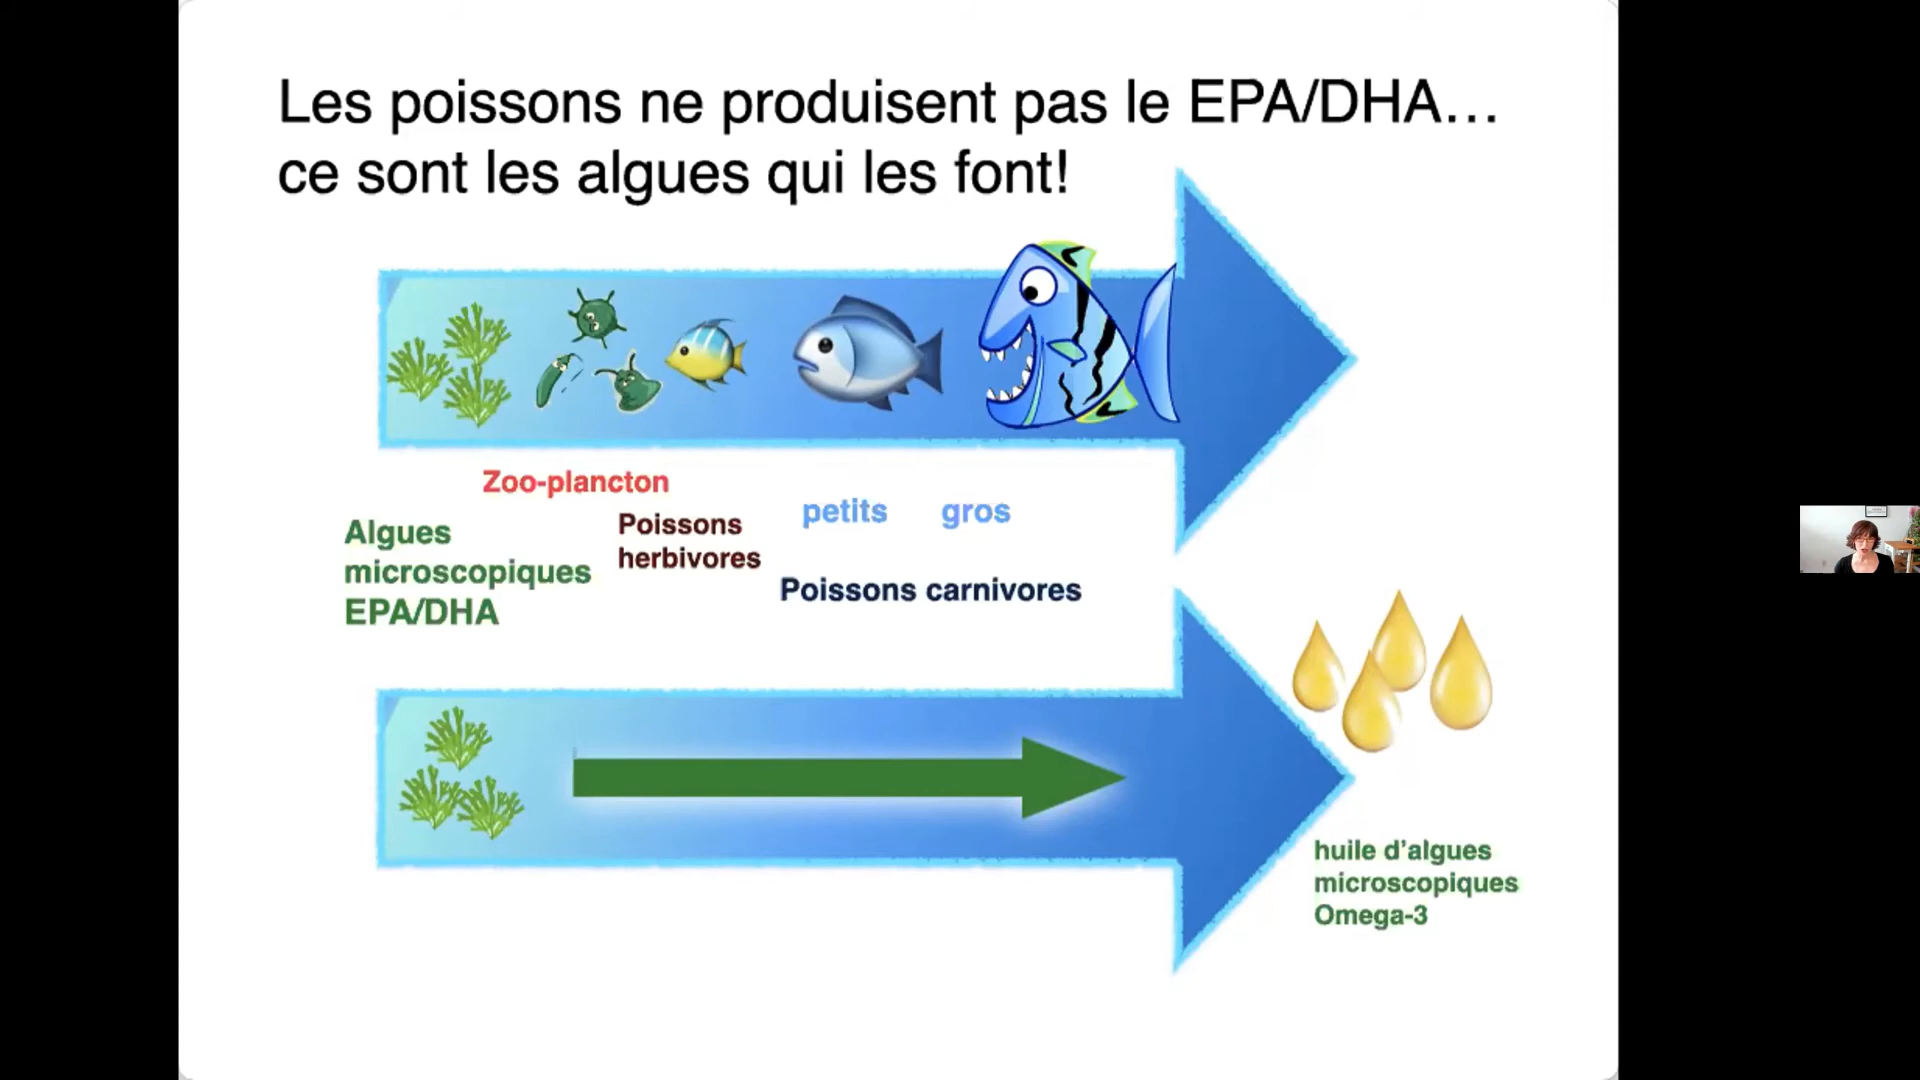 Les poissons ne produisent pas le EPA/DHA...
ce sont les algues qui les font!
Zoo-plancton
Algues
microscopiques
EPA/DHA
Poissons
herbivores
petits
gros
Poissons carnivores
huile d'algues
microscopiques
Omega-3